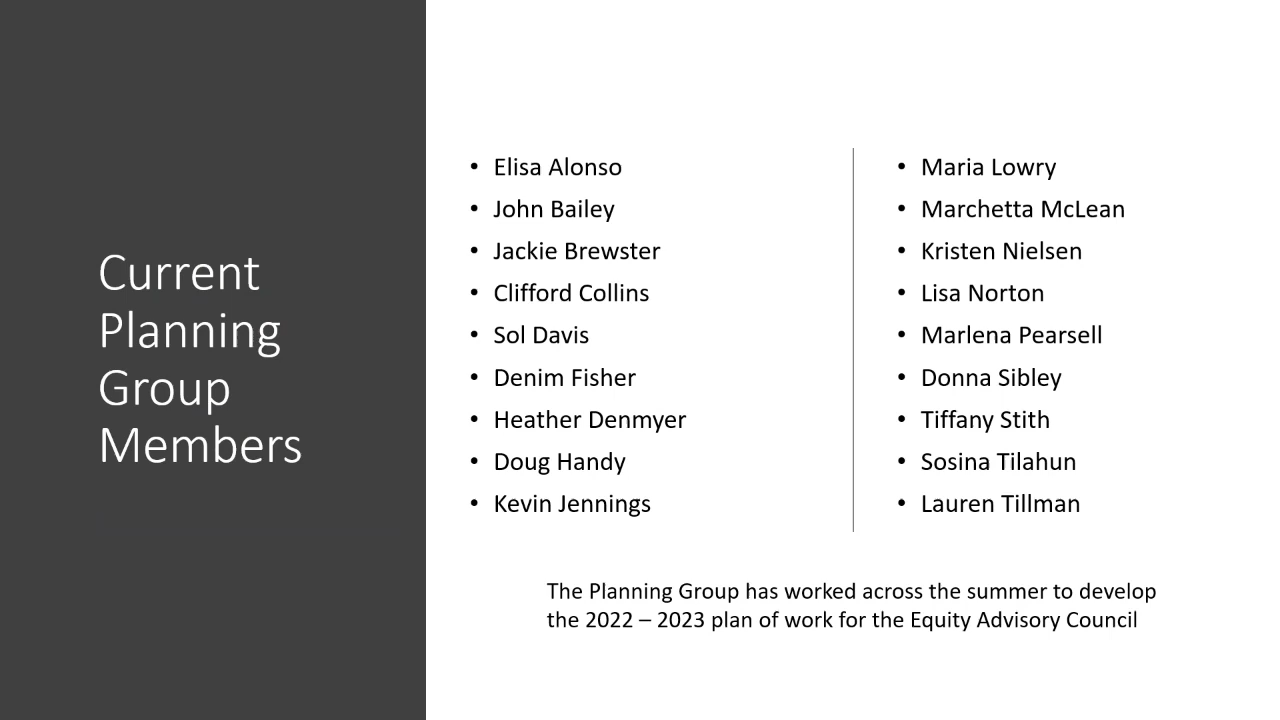 Current
Planning
Group
Members
• Elisa Alonso
• John Bailey
• Jackie Brewster
• Clifford Collins
• Sol Davis
• Denim Fisher
• Heather Denmyer
• Doug Handy
• Kevin Jennings
• Maria Lowry
• Marchetta McLean
• Kristen Nielsen
• Lisa Norton
• Marlena Pearsell
• Donna Sibley
• Tiffany Stith
• Sosina Tilahun
• Lauren Tillman
The Planning Group has worked across the summer to develop
the 2022 – 2023 plan of work for the Equity Advisory Council